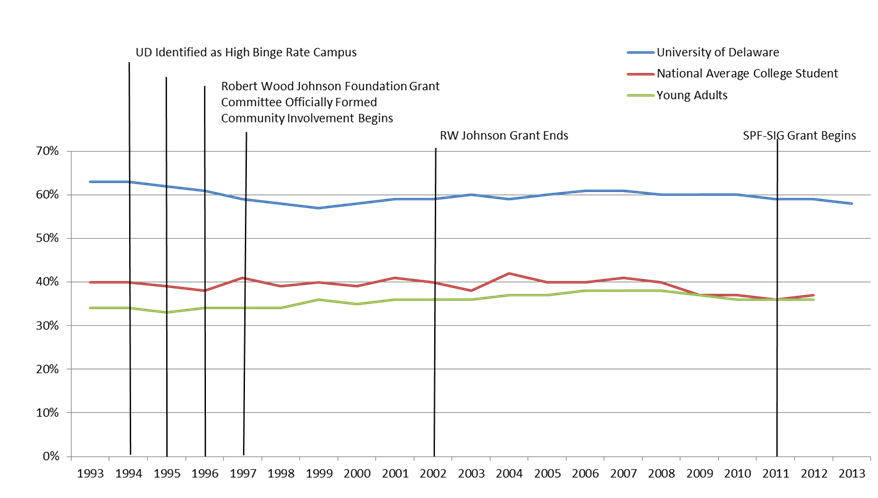 UD Identified as High Binge Rate Campus
Robert Wood Johnson Foundation Grant
Committee Officially Formed
Community Involvement Begins
RW Johnson Grant Ends
SPF-SIG Grant Begins
University of Delaware
National Average College Student
Young Adults
70%
60%
50%
40%
30%
20%
10%
0%
1993 1994 1995 1996 1997 1998 1999 2000 2001 2002 2003 2004 2005 2006 2007 2008 2009 2010 2011 2012 2013